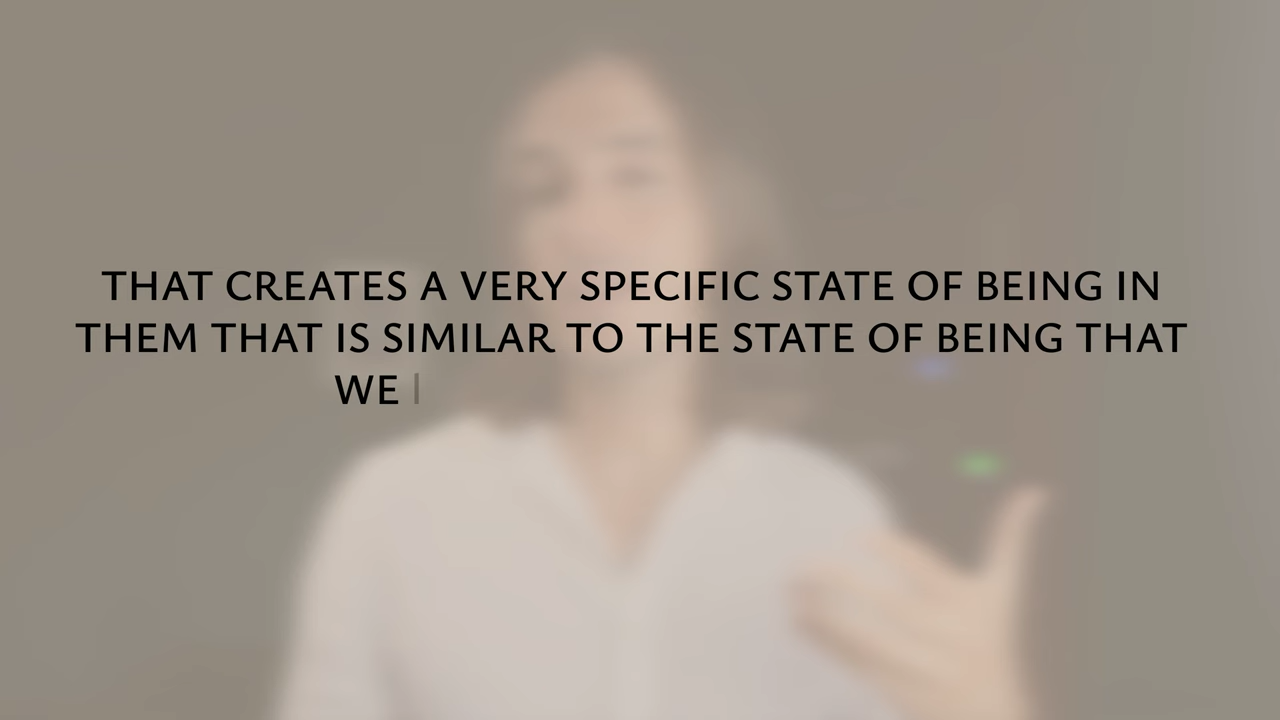 THAT CREATES A VERY SPECIFIC STATE OF BEING IN
THEM THAT IS SIMILAR TO THE STATE OF BEING THAT
WE